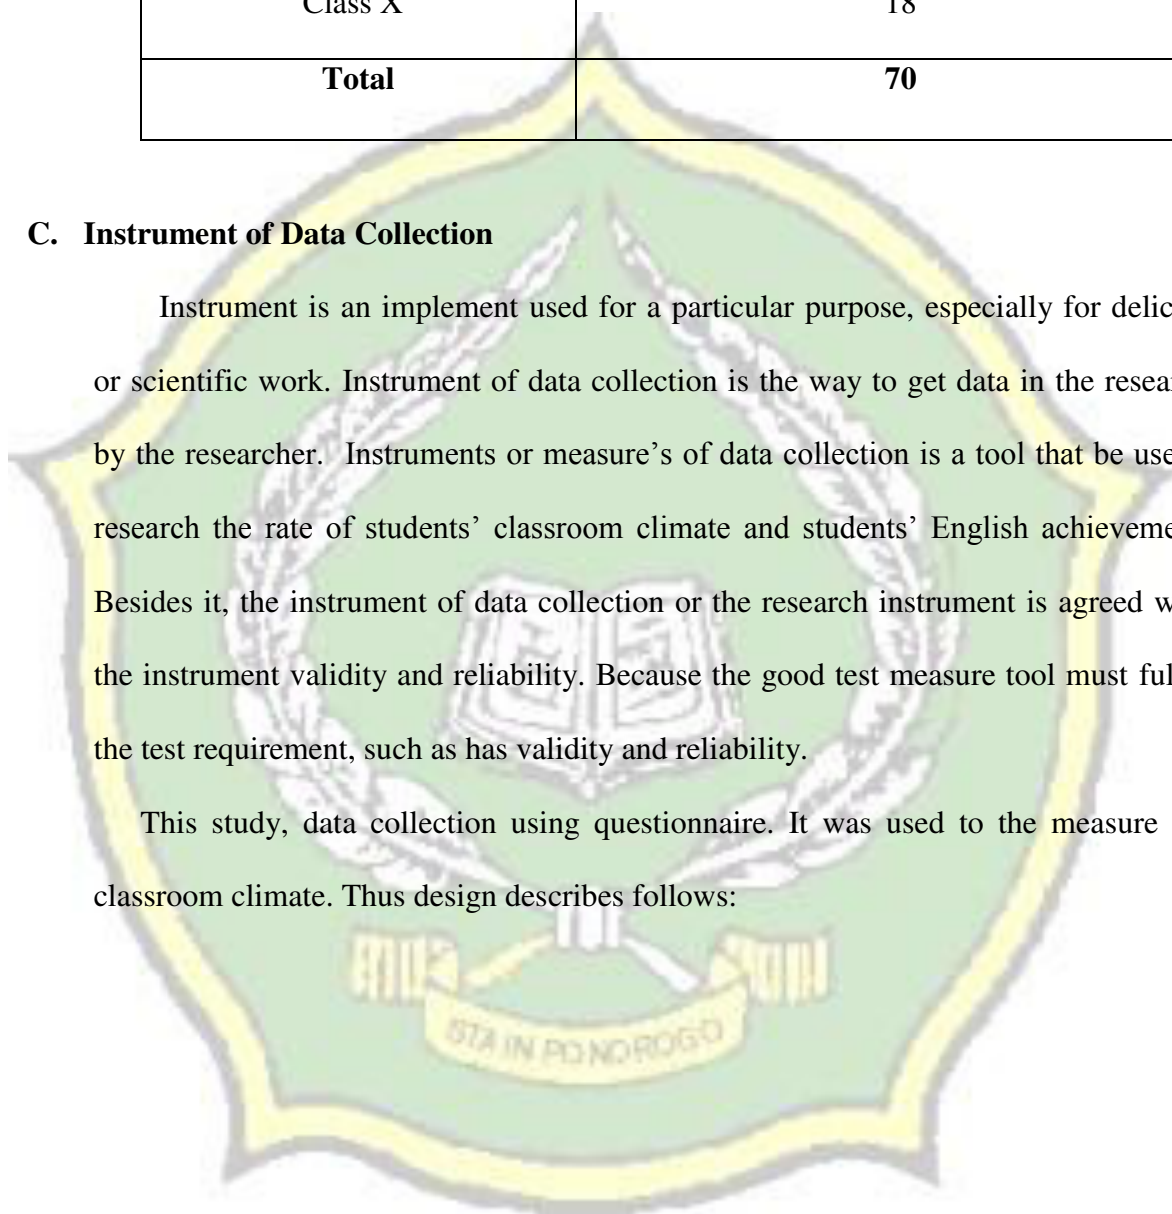 Class X 18
Total 70
C. Instrument of Data Collection
Instrument is an implement used for a particular purpose, especially for delic
or scientific work. Instrument of data collection is the way to get data in the resear
by the researcher. Instruments or measure’s of data collection is a tool that be use
research the rate of students’ classroom climate and students’ English achieveme
Besides it, the instrument of data collection or the research instrument is agreed w
the instrument validity and reliability. Because the good test measure tool must ful
the test requirement, such as has validity and reliability.
This study, data collection using questionnaire. It was used to the measure
classroom climate. Thus design describes follows:
STAIN PONOROGO